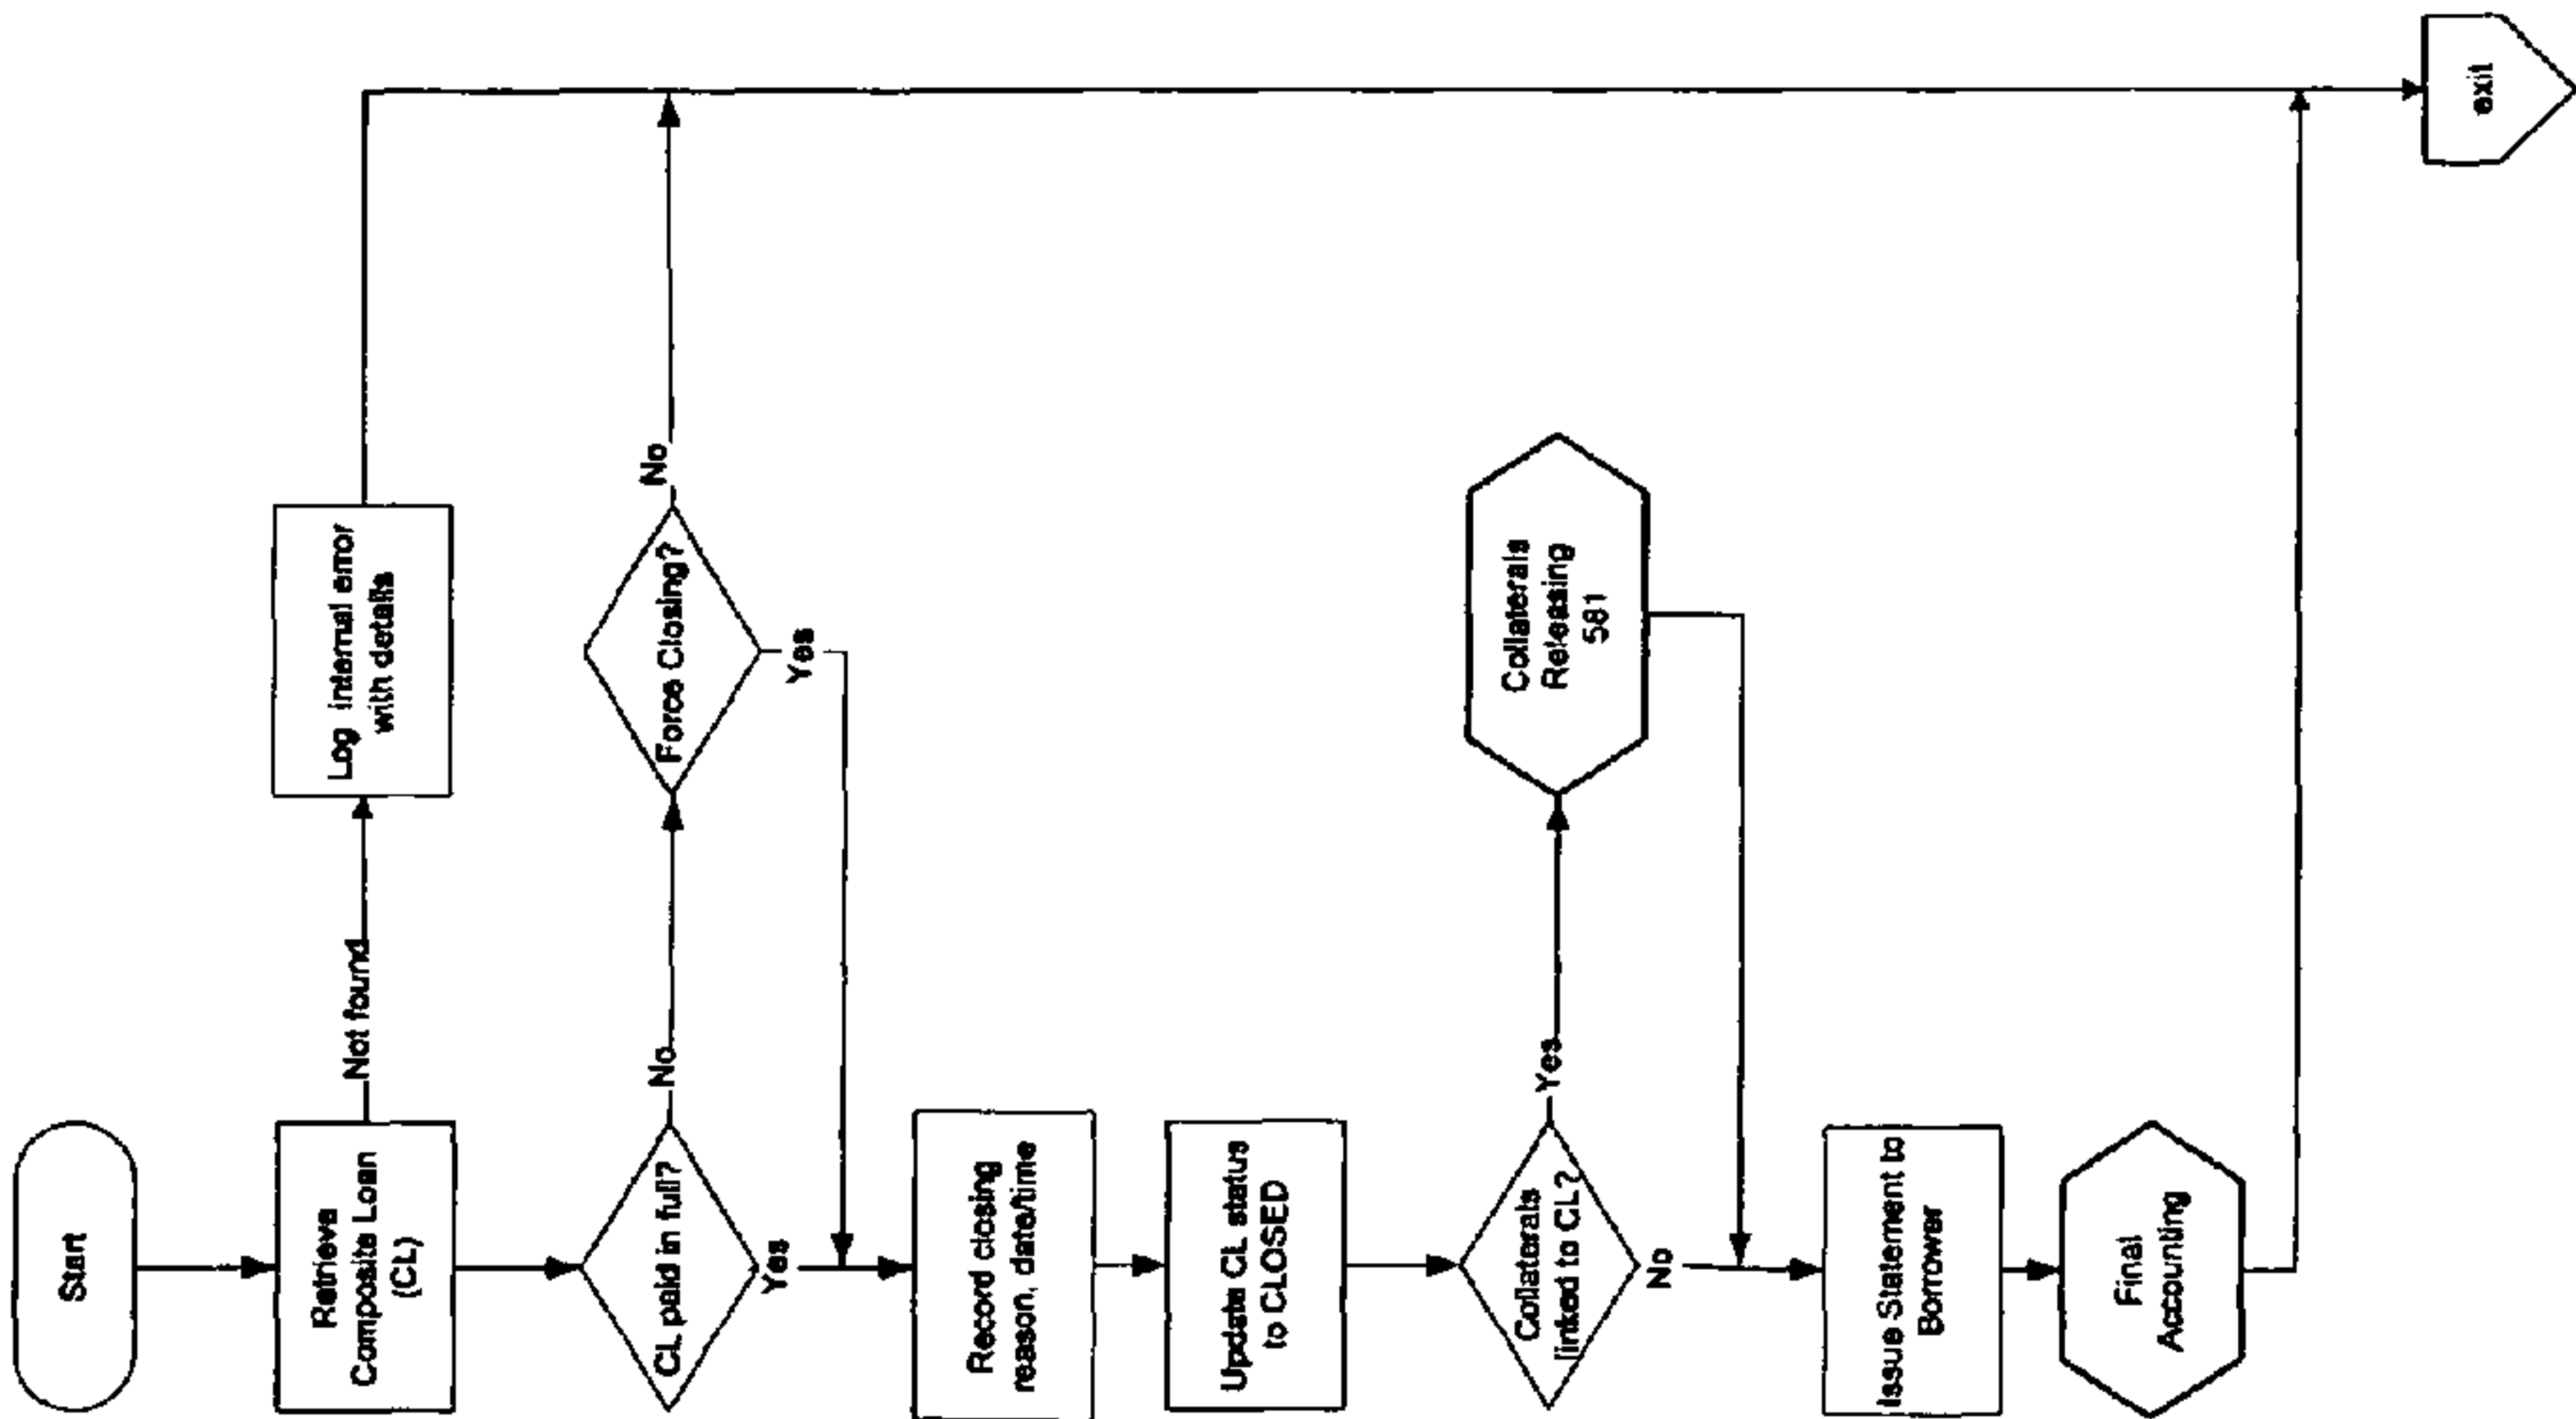 Start
Retrieve
Composite Loan
(CL)
Not found
Log internal error
with details
CL paid in full?
No
Force Closing?
No
Yes
Yes
Record closing
reason, date/time
Update CL status
to CLOSED
Collaterals
linked to CL?
Yes
Collaterals
Releasing
581
No
Issue Statement to
Borrower
Final
Accounting
exit